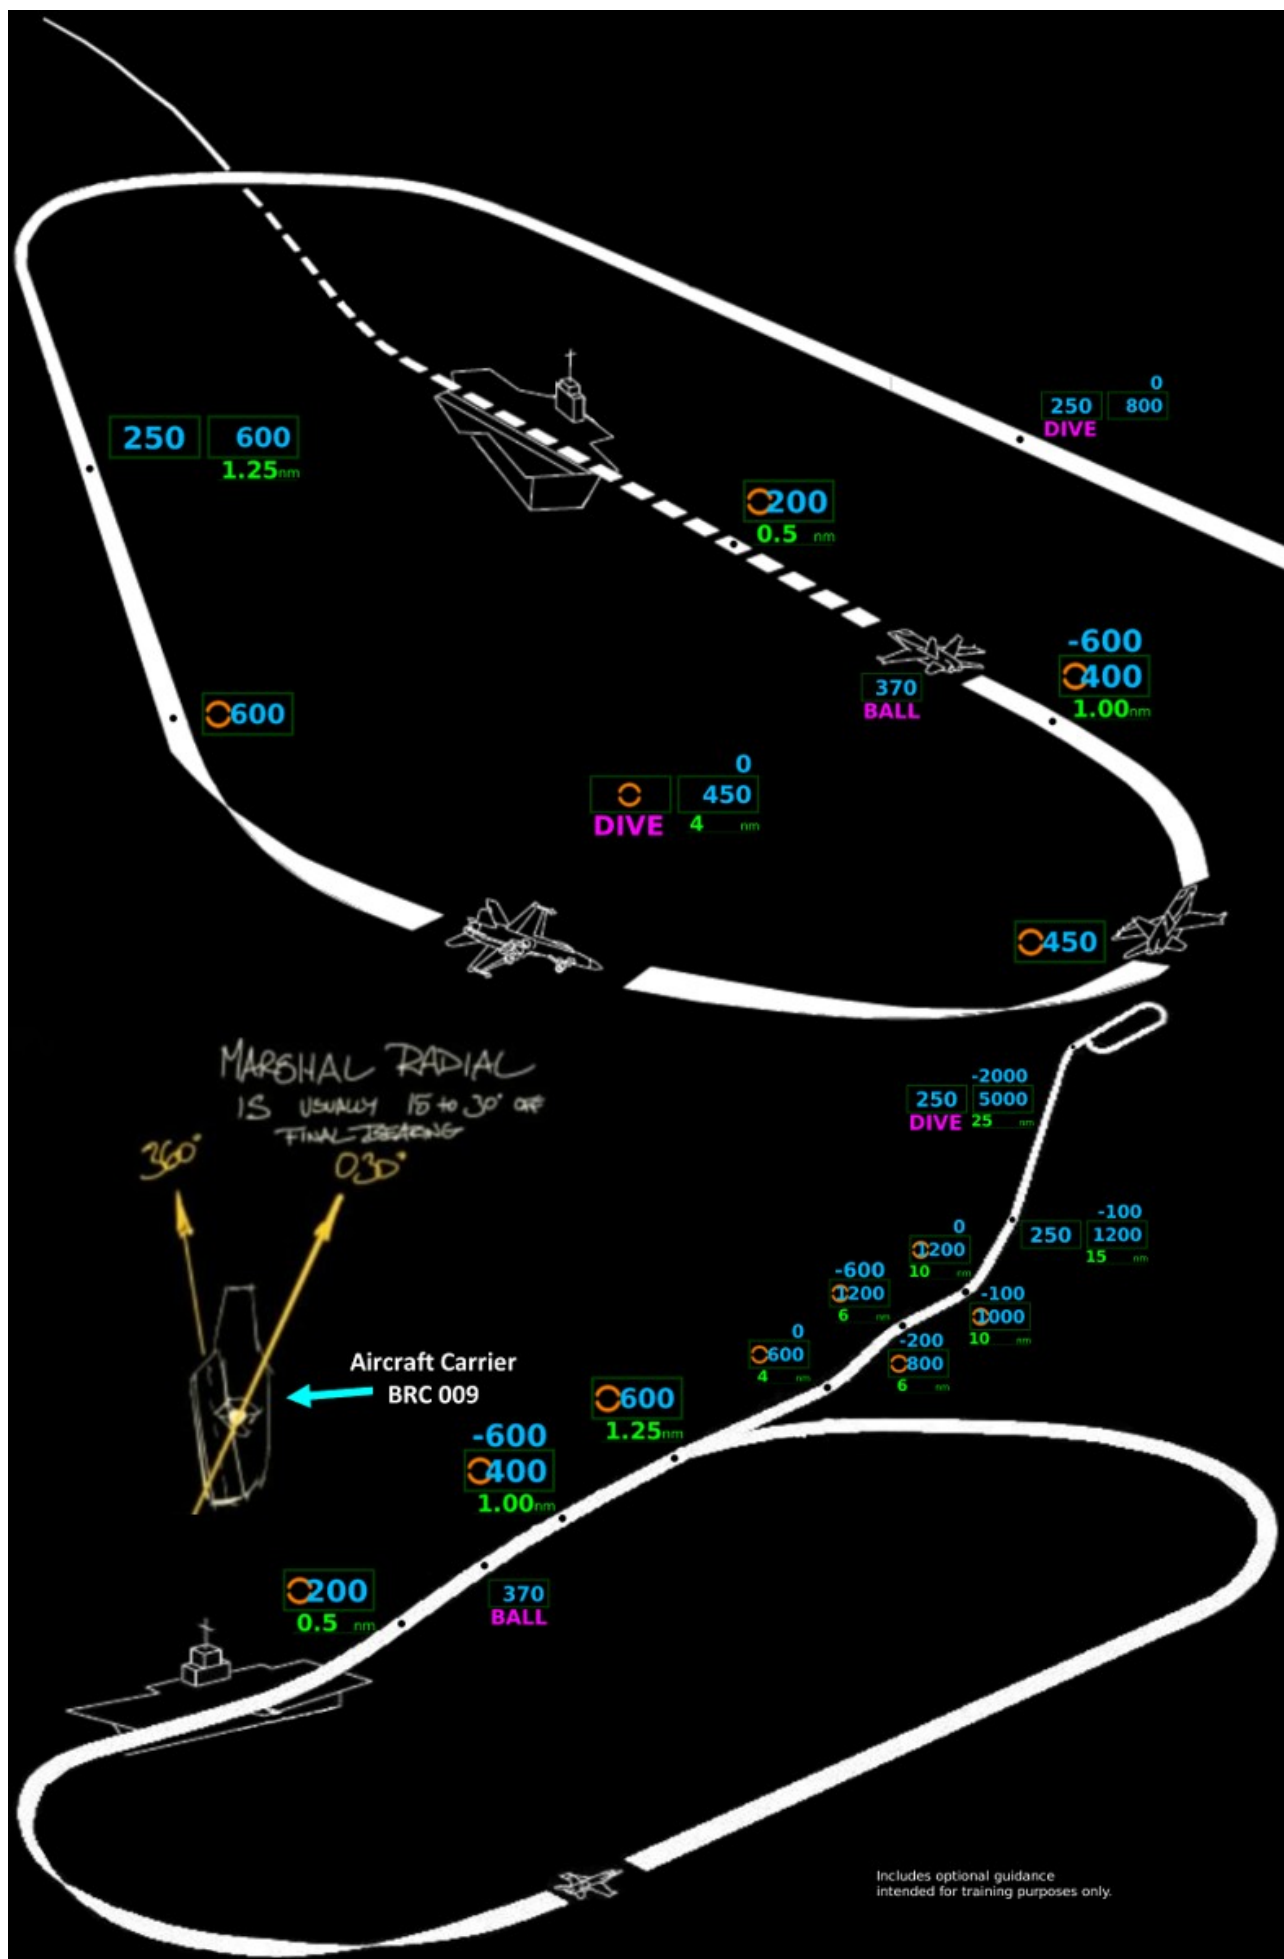 0
250 800
DIVE
250 600
1.25nm
200
0.5 nm
-600
400
1.00nm
370
BALL
600
0
450
DIVE 4 nm
450
MARSHAL RADIAL
IS USUALLY 15 to 30° OFF
FINAL BEARING
360°
030°
Aircraft Carrier
BRC 009
-2000
250 5000
DIVE 25 nm
-100
250 1200
15 nm
0
1200
10 nm
-600
1200
6 nm
-100
1000
10 nm
0
600
4 nm
-200
800
6 nm
600
1.25nm
-600
400
1.00nm
200
0.5 nm
370
BALL
Includes optional guidance
intended for training purposes only.